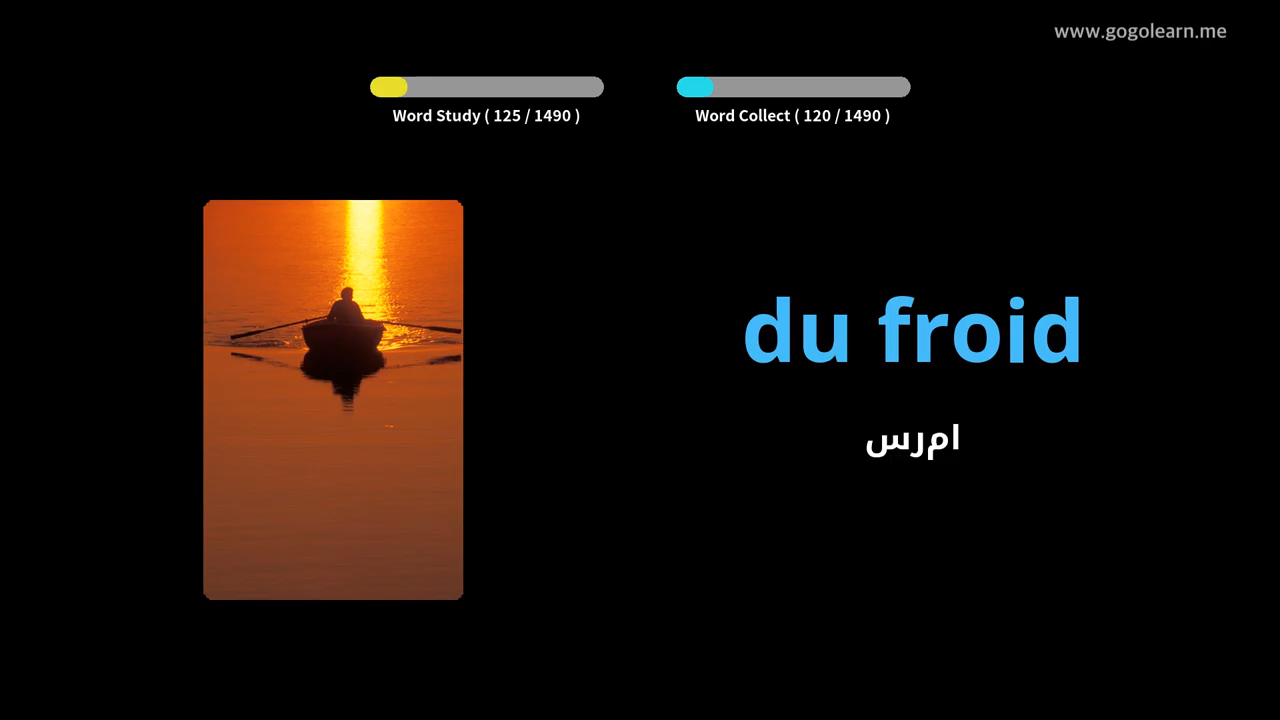 www.gogolearn.me
Word Study ( 125 / 1490 )
Word Collect ( 120 / 1490 )
du froid
امرس